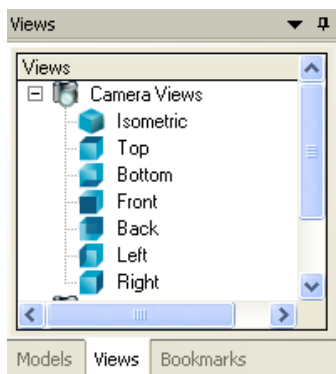 Views
Views
Camera Views
Isometric
Top
Bottom
Front
Back
Left
Right
Models Views Bookmarks